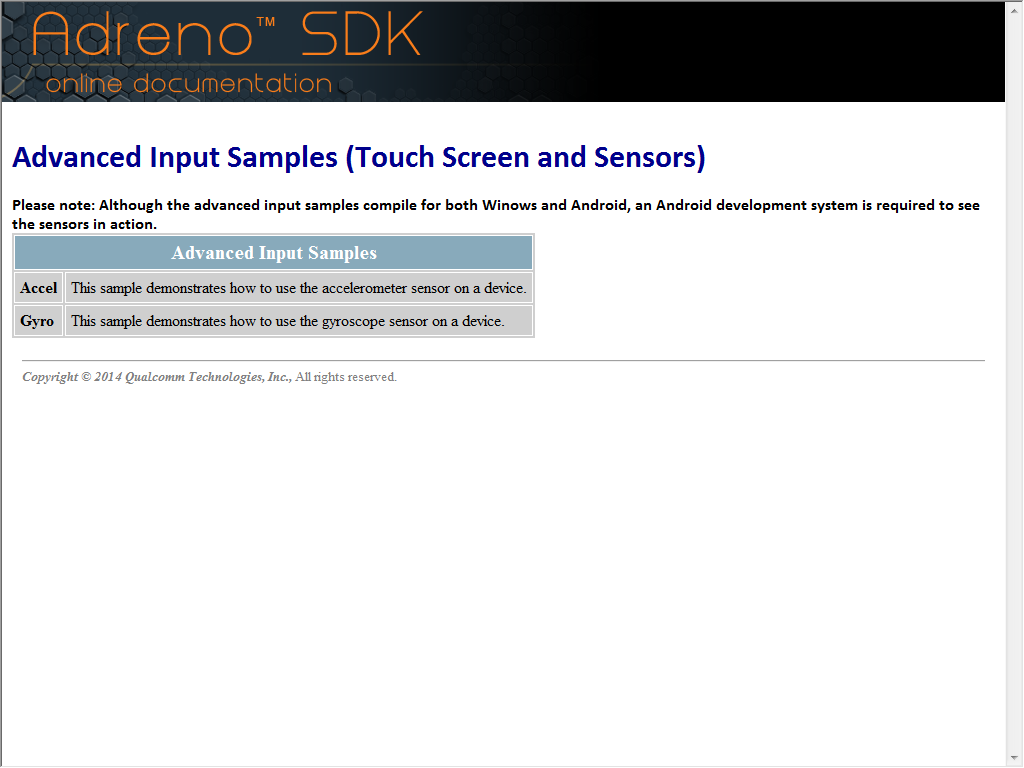 Adreno™ SDK
online documentation
Advanced Input Samples (Touch Screen and Sensors)
Please note: Although the advanced input samples compile for both Winows and Android, an Android development system is required to see
the sensors in action.
Advanced Input Samples
Accel This sample demonstrates how to use the accelerometer sensor on a device.
Gyro This sample demonstrates how to use the gyroscope sensor on a device.
Copyright © 2014 Qualcomm Technologies, Inc., All rights reserved.